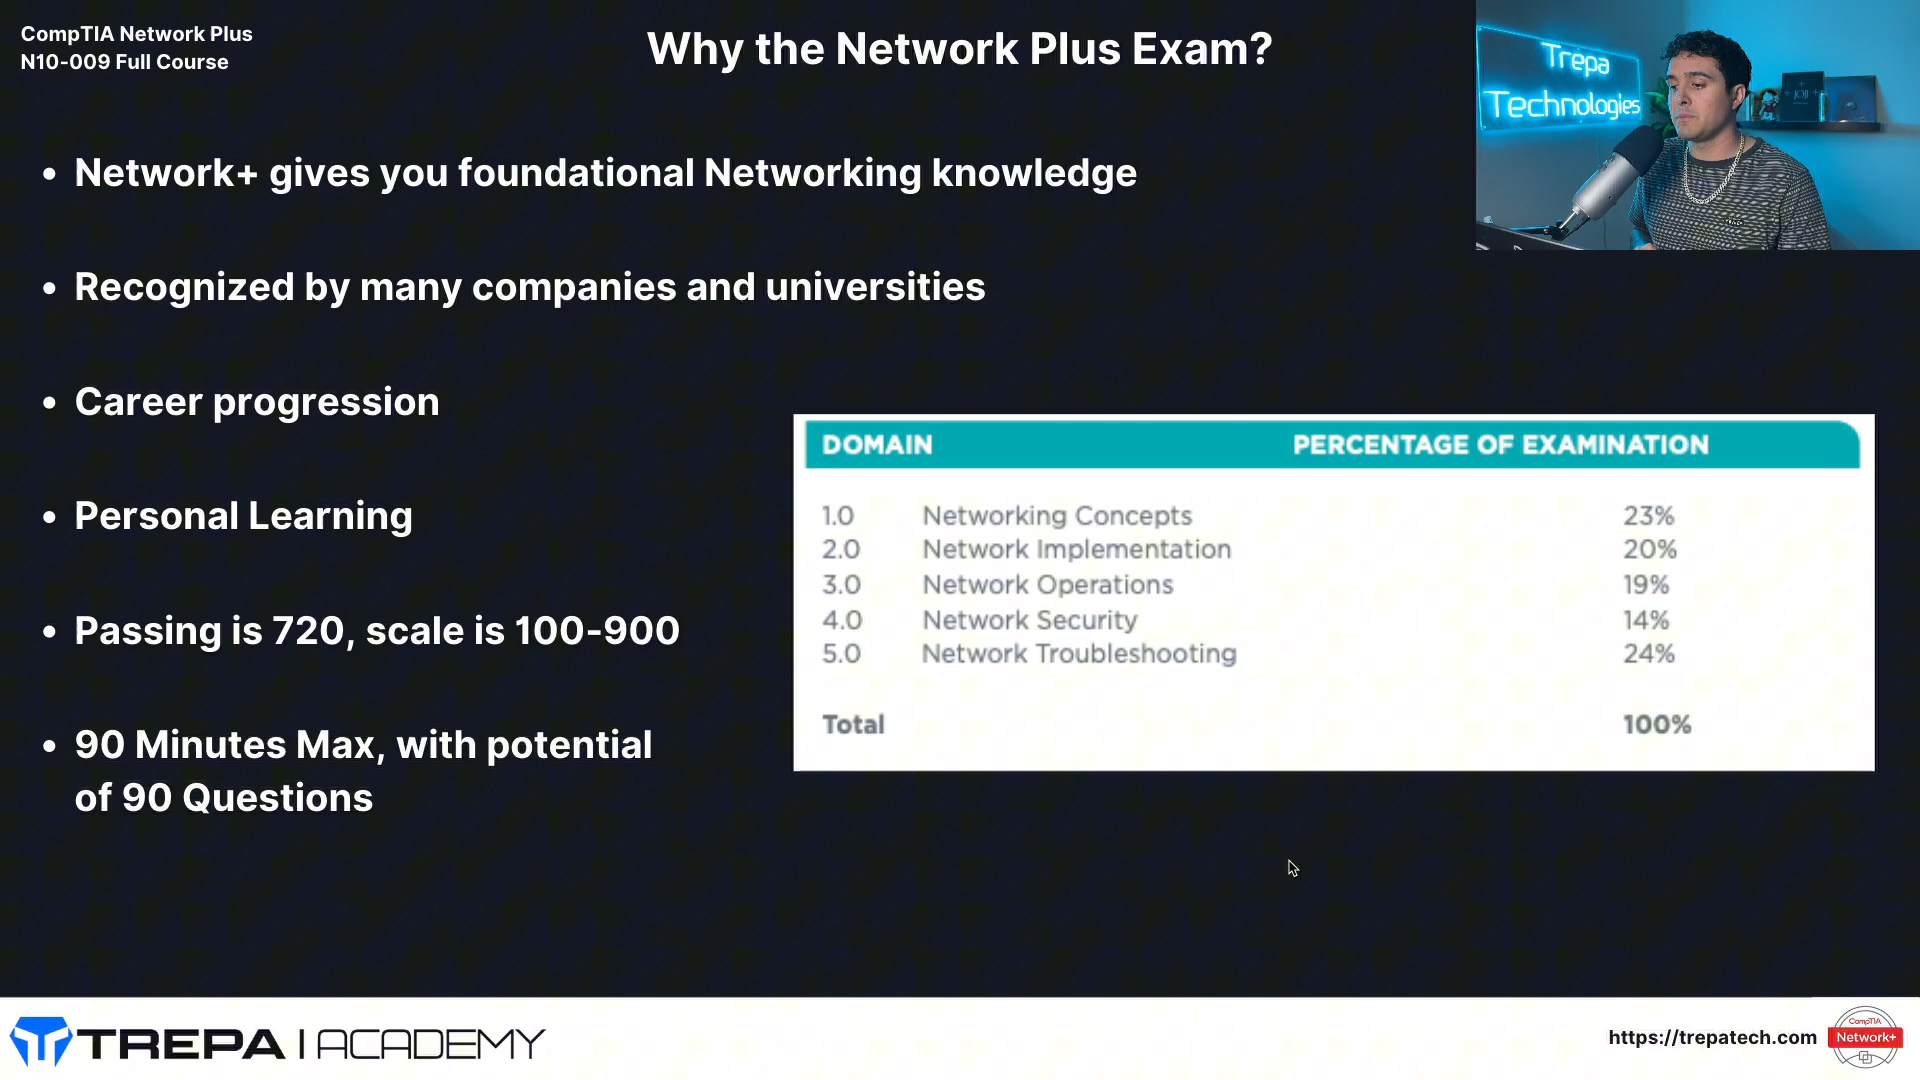 CompTIA Network Plus
N10-009 Full Course
Why the Network Plus Exam?
Trepa
Technologies
JOJI
• Network+ gives you foundational Networking knowledge
• Recognized by many companies and universities
• Career progression
• Personal Learning
• Passing is 720, scale is 100-900
• 90 Minutes Max, with potential
of 90 Questions
DOMAIN PERCENTAGE OF EXAMINATION
1.0 Networking Concepts 23%
2.0 Network Implementation 20%
3.0 Network Operations 19%
4.0 Network Security 14%
5.0 Network Troubleshooting 24%
Total 100%
TREPA | ACADEMY
https://trepatech.com
CompTIA
Network+